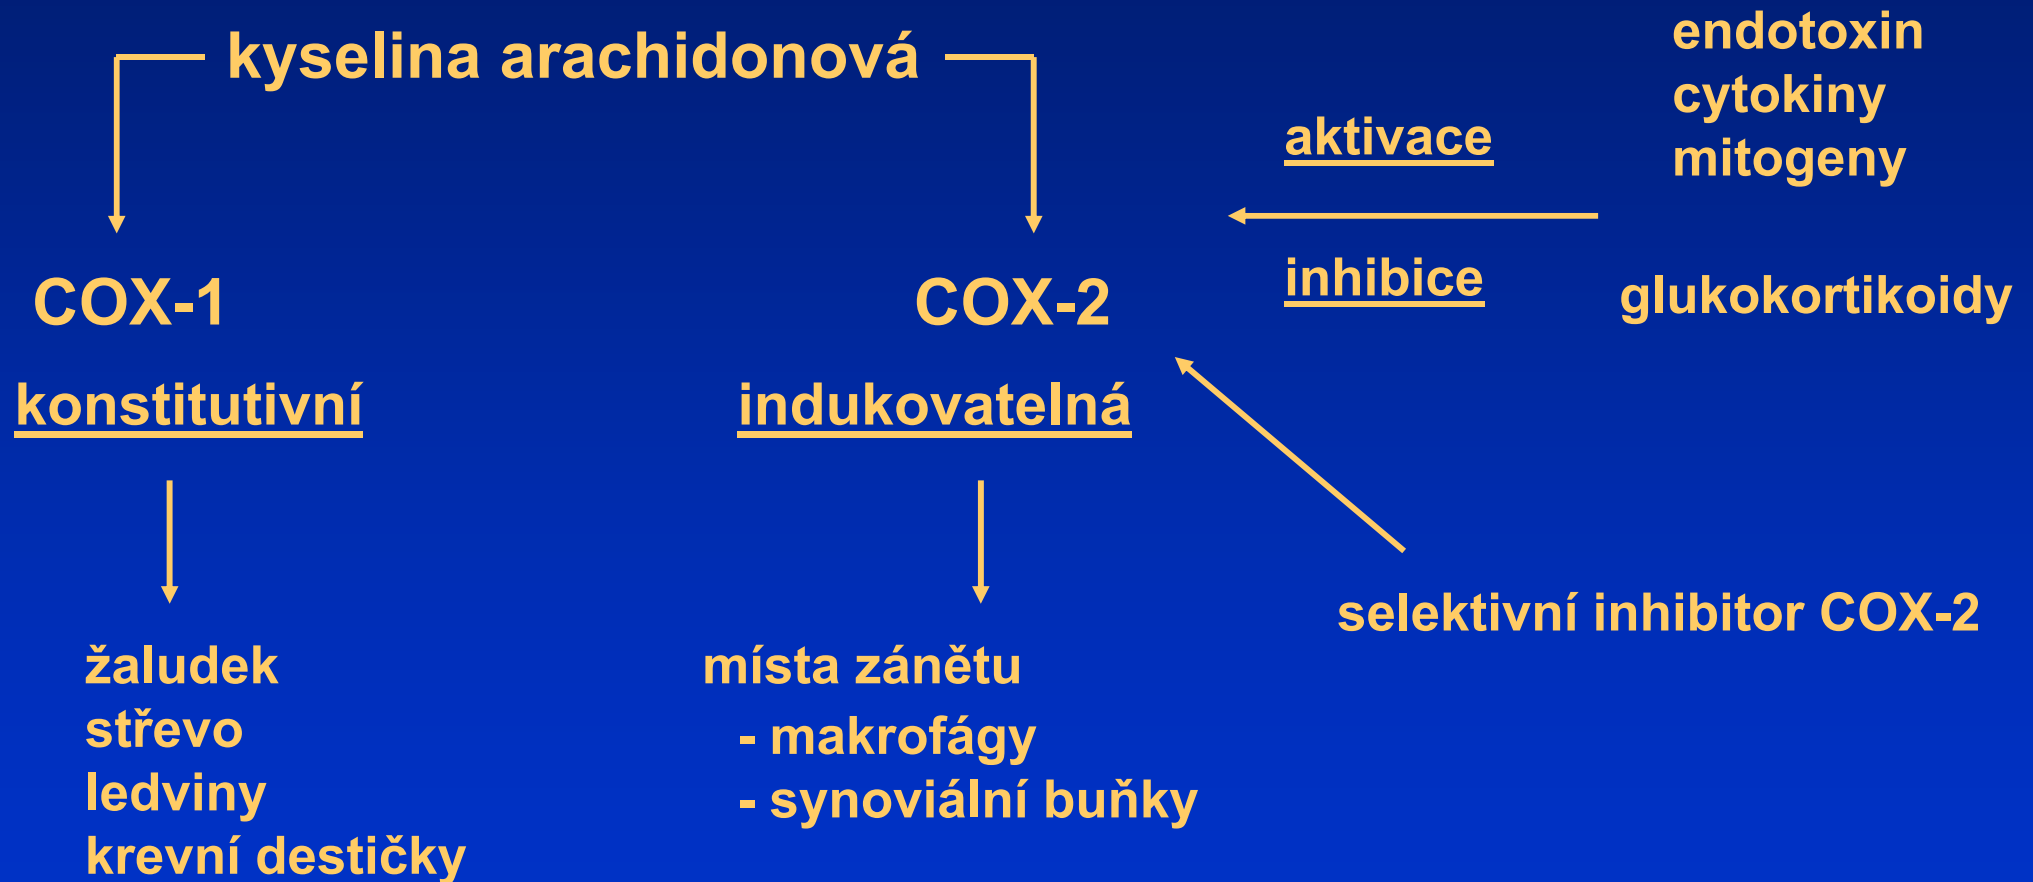 kyselina arachidonová
endotoxin
cytokiny
mitogeny
aktivace
inhibice
glukokortikoidy
COX-1
COX-2
konstitutivní
indukovatelná
selektivní inhibitor COX-2
žaludek
střevo
ledviny
krevní destičky
místa zánětu
- makrofágy
- synoviální buňky